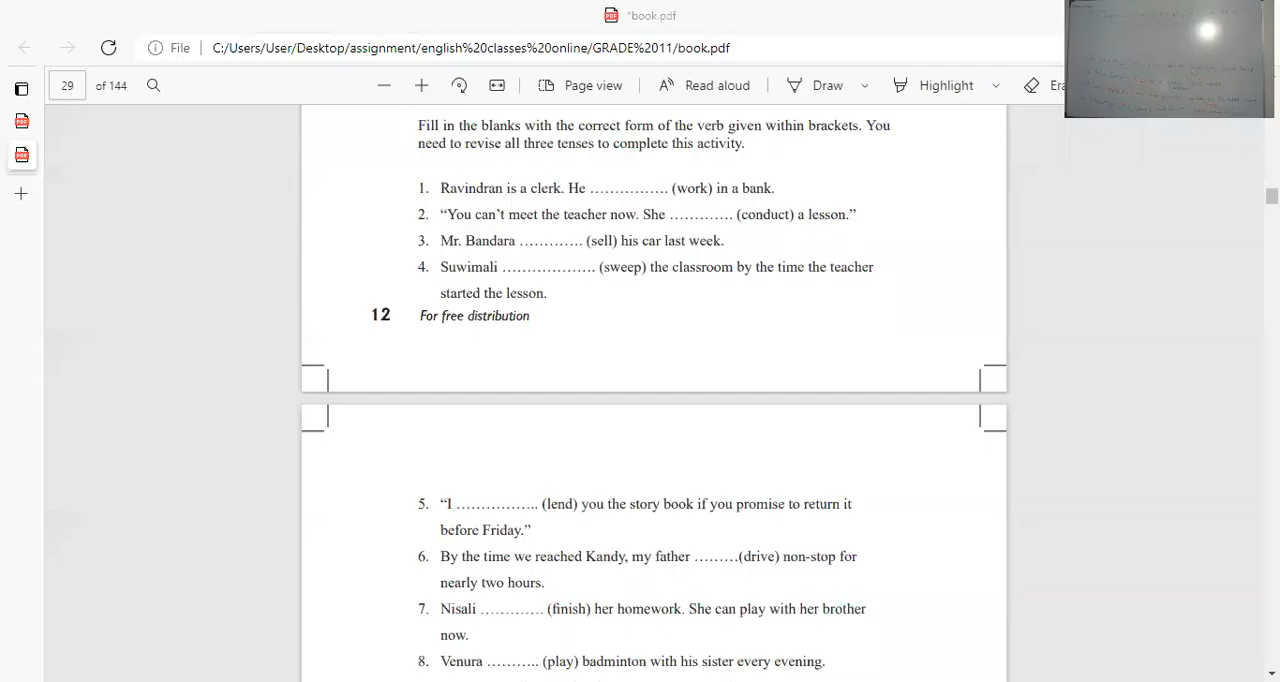 *book.pdf
File C:/Users/User/Desktop/assignment/english%20classes%20online/GRADE%2011/book.pdf
29 of 144 Page view Read aloud Draw Highlight Era
Fill in the blanks with the correct form of the verb given within brackets. You
need to revise all three tenses to complete this activity.
1. Ravindran is a clerk. He ................ (work) in a bank.
2. “You can’t meet the teacher now. She ............. (conduct) a lesson.”
3. Mr. Bandara ............. (sell) his car last week.
4. Suwimali ................... (sweep) the classroom by the time the teacher
started the lesson.
12 For free distribution
5. “I ................. (lend) you the story book if you promise to return it
before Friday.”
6. By the time we reached Kandy, my father .........(drive) non-stop for
nearly two hours.
7. Nisali ............. (finish) her homework. She can play with her brother
now.
8. Venura ........... (play) badminton with his sister every evening.